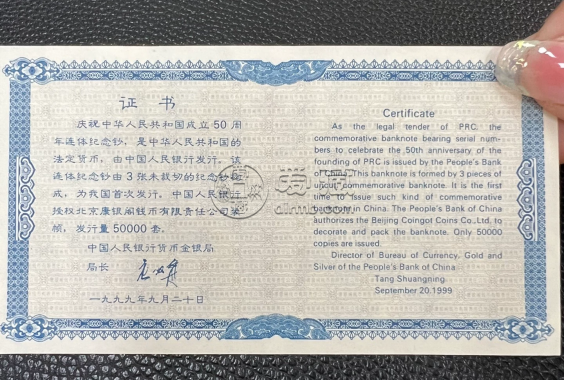 证书
庆祝中华人民共和国成立50周
年连体纪念钞，是中华人民共和国的
法定货币，由中国人民银行发行。该
连体纪念钞由3张未裁切的纪念钞组
成，为我国首次发行。中国人民银行
授权北京康银阁钱币有限责任公司装
帧，发行量50000套。
中国人民银行货币金银局
局长
一九九九年九月二十日
Certificate
As the legal tender of PRC, the
commemorative banknote bearing serial num-
bers to celebrate the 50th anniversary of the
founding of PRC is issued by the People's Bank
of China. This banknote is formed by 3 pieces of
uncut commemorative banknote. It is the first
time to issue such kind of commemorative
banknote in China. The People's Bank of China
authorizes the Beijing Coingot Coins Co., Ltd. to
decorate and pack the banknote. Only 50000
copies are issued.
Director of Bureau of Currency, Gold and
Silver of the People's Bank of China
Tang Shuangning
September 20.1999